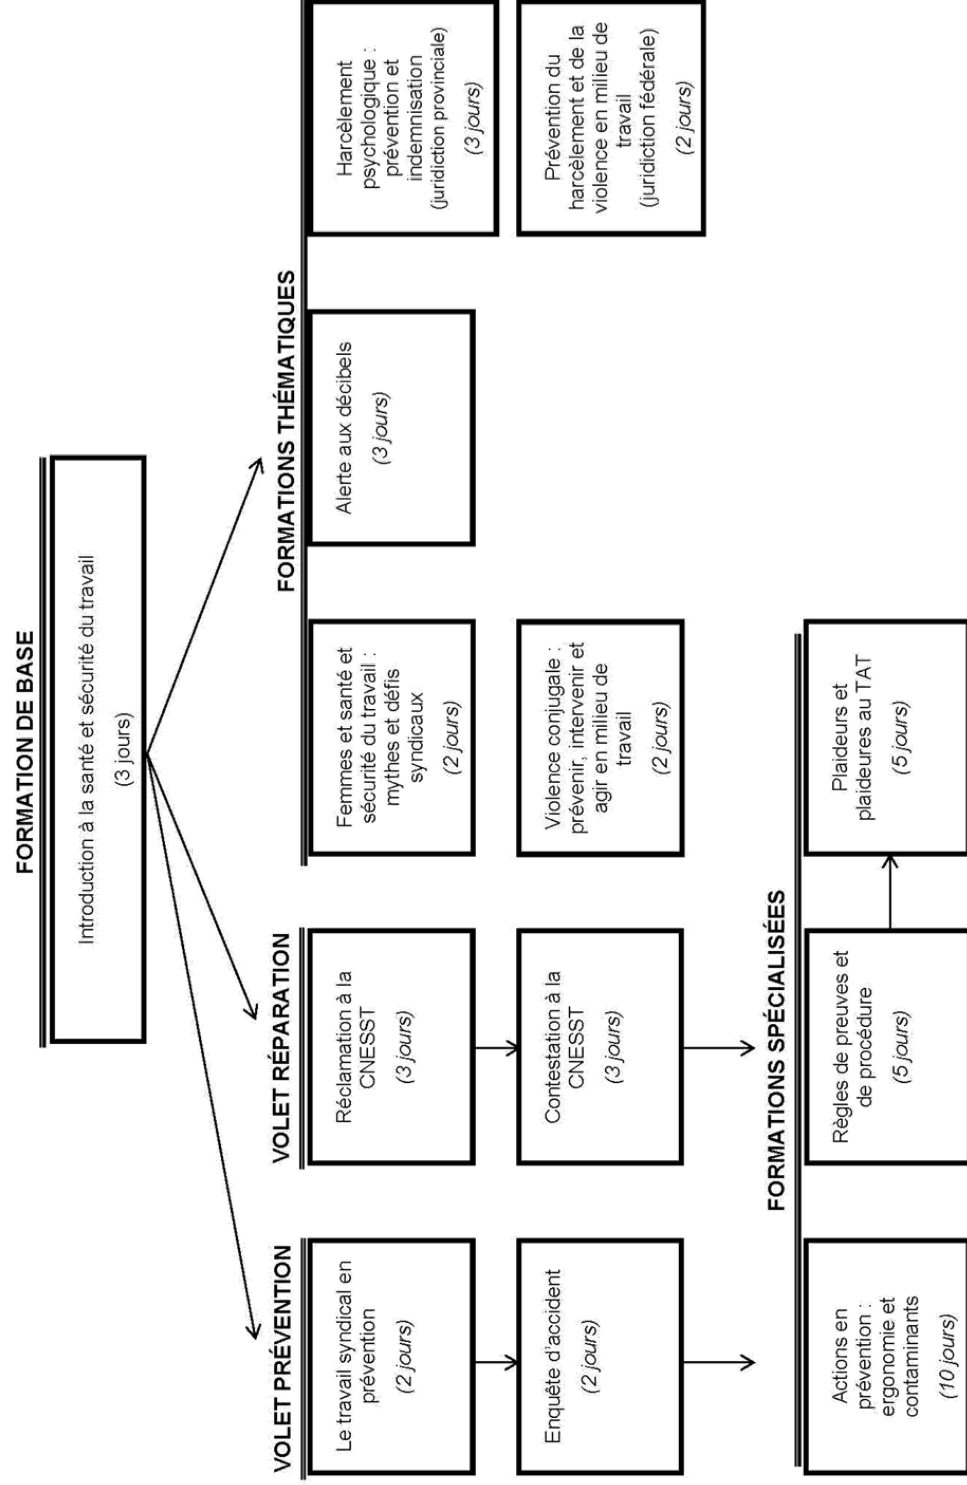 FORMATION DE BASE
Introduction à la santé et sécurité du travail
(3 jours)
VOLET PRÉVENTION
Le travail syndical en
prévention
(2 jours)
Enquête d'accident
(2 jours)
VOLET RÉPARATION
Réclamation à la
CNESST
(3 jours)
Contestation à la
CNESST
(3 jours)
FORMATIONS THÉMATIQUES
Femmes et santé et
sécurité du travail :
mythes et défis
syndicaux
(2 jours)
Violence conjugale :
prévenir, intervenir et
agir en milieu de
travail
(2 jours)
Alerte aux décibels
(3 jours)
Harcèlement
psychologique :
prévention et
indemnisation
(juridiction provinciale)
(3 jours)
Prévention du
harcèlement et de la
violence en milieu de
travail
(juridiction fédérale)
(2 jours)
FORMATIONS SPÉCIALISÉES
Actions en
prévention :
ergonomie et
contaminants
(10 jours)
Règles de preuves et
de procédure
(5 jours)
Plaideurs et
plaideures au TAT
(5 jours)